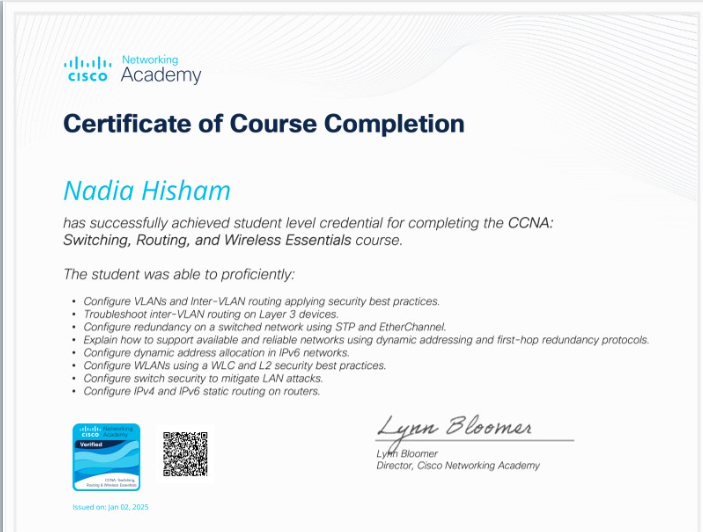 Networking
CISCO Academy
Certificate of Course Completion
Nadia Hisham
has successfully achieved student level credential for completing the CCNA:
Switching, Routing, and Wireless Essentials course.
The student was able to proficiently:
• Configure VLANs and Inter-VLAN routing applying security best practices.
• Troubleshoot inter-VLAN routing on Layer 3 devices.
• Configure redundancy on a switched network using STP and EtherChannel.
• Explain how to support available and reliable networks using dynamic addressing and first-hop redundancy protocols.
• Configure dynamic address allocation in IPv6 networks.
• Configure WLANs using a WLC and L2 security best practices.
• Configure switch security to mitigate LAN attacks.
• Configure IPv4 and IPv6 static routing on routers.
Networking
CISCO Academy
Verified
CCNA: Switching,
Routing & Wireless Essentials
Lynn Bloomer
Lynn Bloomer
Director, Cisco Networking Academy
Issued on: Jan 02, 2025